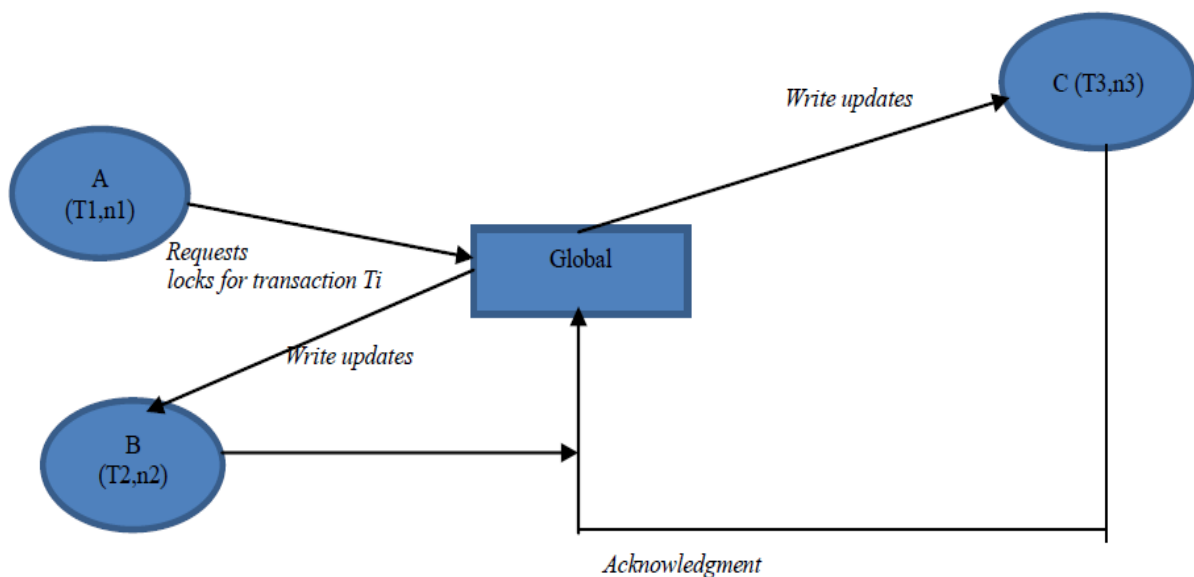 C (T3,n3)
Write updates
A
(T1,n1)
Requests
locks for transaction Ti
Global
Write updates
B
(T2,n2)
Acknowledgment